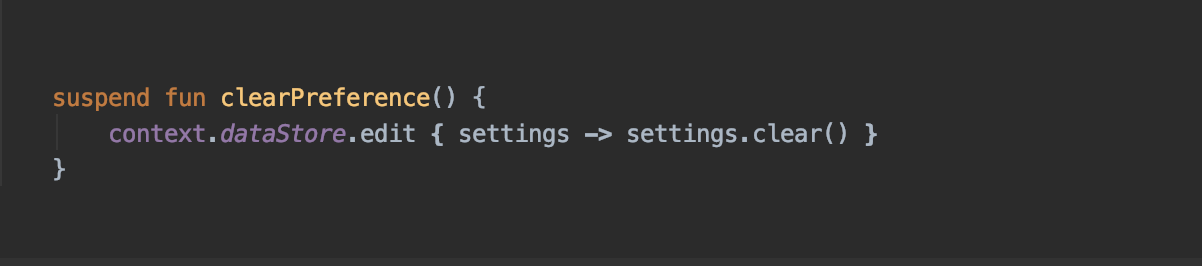 suspend fun clearPreference() {
    context.dataStore.edit { settings -> settings.clear() }
}